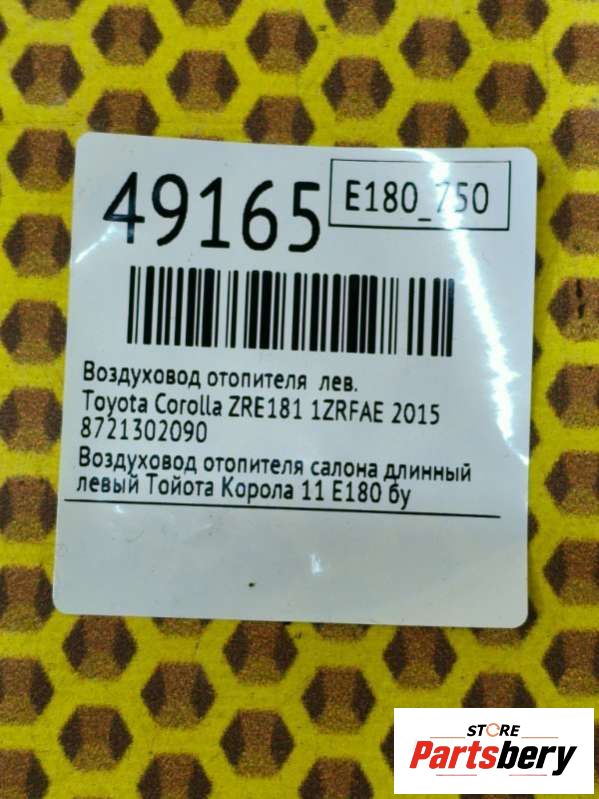 49165
E180_750
Воздуховод отопителя лев.
Toyota Corolla ZRE181 1ZRFAE 2015
8721302090
Воздуховод отопителя салона длинный
левый Тойота Корола 11 Е180 бу
STORE
Partsbery